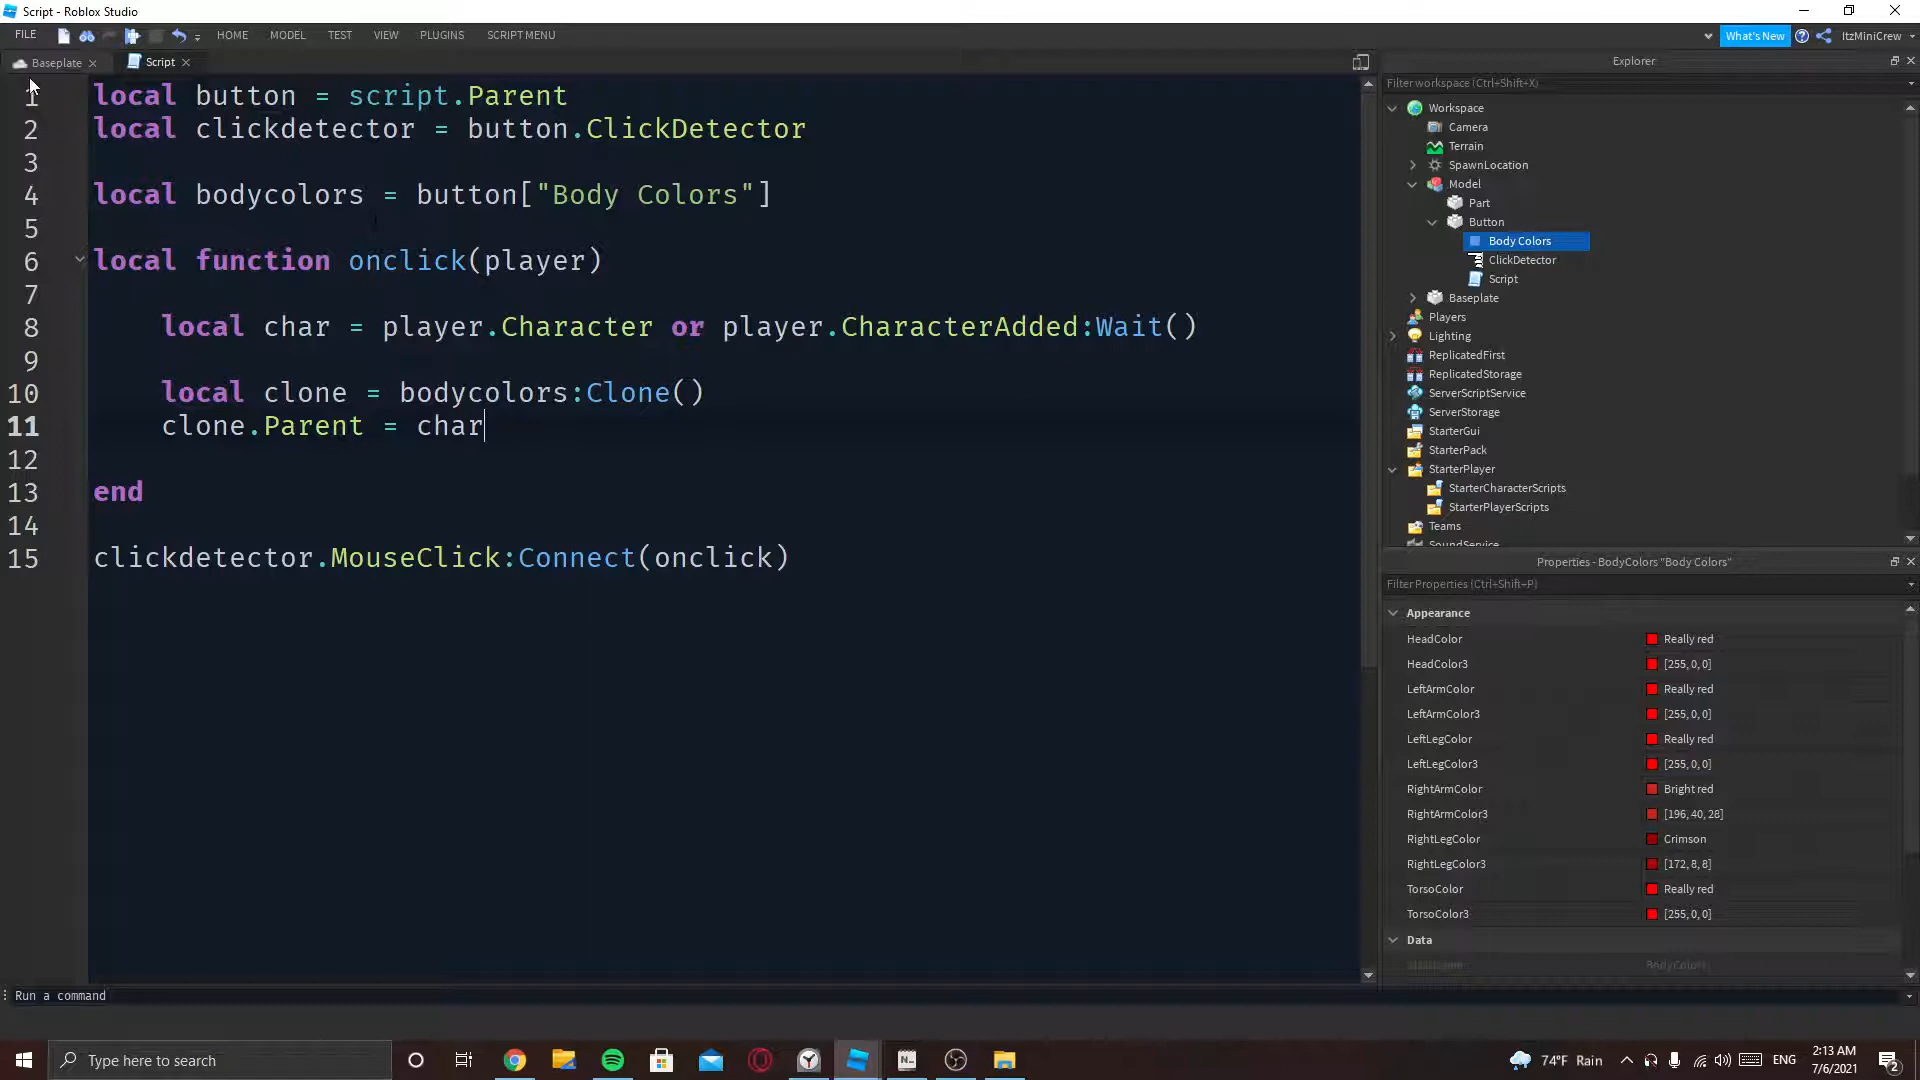 Script - Roblox Studio
FILE HOME MODEL TEST VIEW PLUGINS SCRIPT MENU What's New ItzMiniCrew
Baseplate Script
1 local button = script.Parent
2 local clickdetector = button.ClickDetector
3
4 local bodycolors = button["Body Colors"]
5
6 local function onclick(player)
7
8 local char = player.Character or player.CharacterAdded:Wait()
9
10 local clone = bodycolors:Clone()
11 clone.Parent = char
12
13 end
14
15 clickdetector.MouseClick:Connect(onclick)
Explorer
Filter workspace (Ctrl+Shift+X)
Workspace
Camera
Terrain
SpawnLocation
Model
Part
Button
Body Colors
ClickDetector
Script
Baseplate
Players
Lighting
ReplicatedFirst
ReplicatedStorage
ServerScriptService
ServerStorage
StarterGui
StarterPack
StarterPlayer
StarterCharacterScripts
StarterPlayerScripts
Teams
SoundService
Properties - BodyColors "Body Colors"
Filter Properties (Ctrl+Shift+P)
Appearance
HeadColor Really red
HeadColor3 [255, 0, 0]
LeftArmColor Really red
LeftArmColor3 [255, 0, 0]
LeftLegColor Really red
LeftLegColor3 [255, 0, 0]
RightArmColor Bright red
RightArmColor3 [196, 40, 28]
RightLegColor Crimson
RightLegColor3 [172, 8, 8]
TorsoColor Really red
TorsoColor3 [255, 0, 0]
Data
BodyColors
Run a command
Type here to search
74°F Rain ENG
2:13 AM
7/6/2021
2